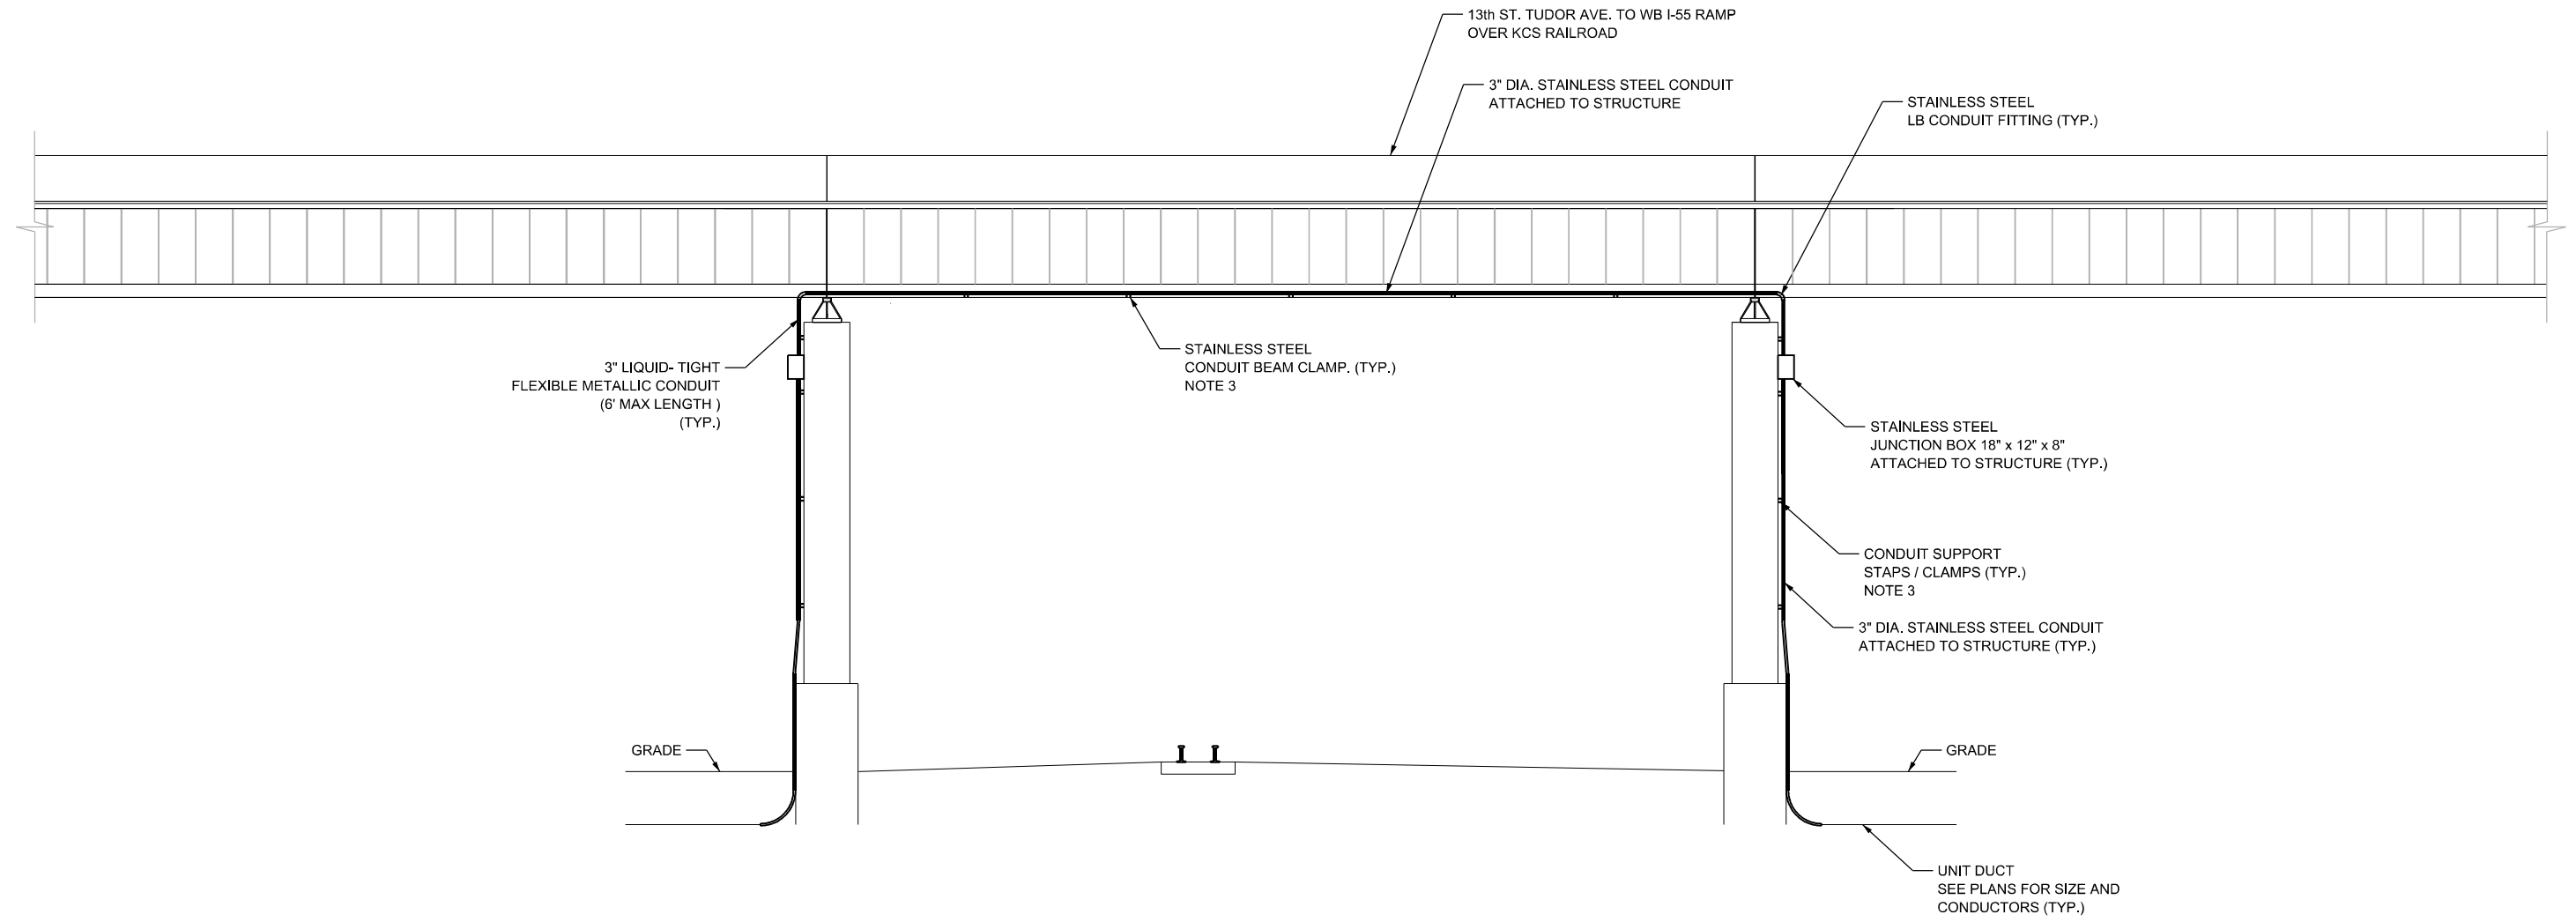 13th ST. TUDOR AVE. TO WB I-55 RAMP
OVER KCS RAILROAD
3" DIA. STAINLESS STEEL CONDUIT
ATTACHED TO STRUCTURE
STAINLESS STEEL
LB CONDUIT FITTING (TYP.)
3" LIQUID- TIGHT
FLEXIBLE METALLIC CONDUIT
(6' MAX LENGTH )
(TYP.)
STAINLESS STEEL
CONDUIT BEAM CLAMP. (TYP.)
NOTE 3
STAINLESS STEEL
JUNCTION BOX 18" x 12" x 8"
ATTACHED TO STRUCTURE (TYP.)
CONDUIT SUPPORT
STAPS / CLAMPS (TYP.)
NOTE 3
3" DIA. STAINLESS STEEL CONDUIT
ATTACHED TO STRUCTURE (TYP.)
GRADE
GRADE
UNIT DUCT
SEE PLANS FOR SIZE AND
CONDUCTORS (TYP.)